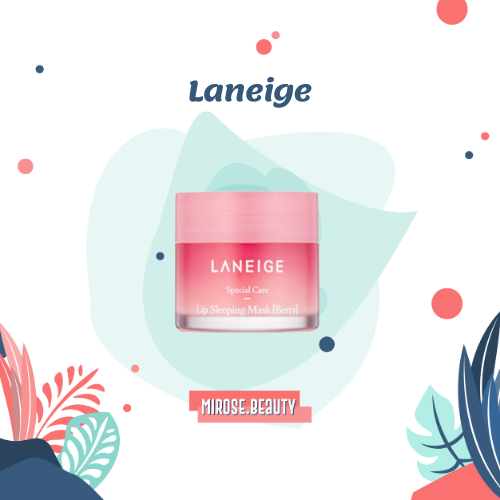 Laneige
LANEIGE
Special Care
Lip Sleeping Mask [Berry]
MIROSE.BEAUTY